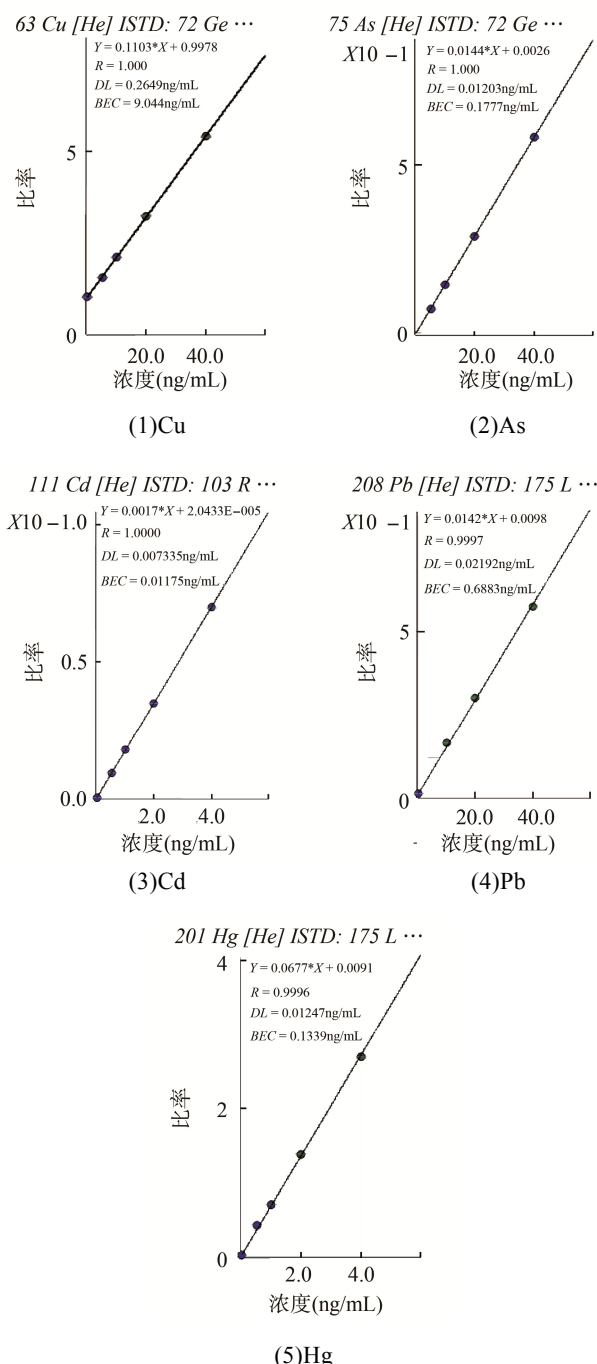 63 Cu [He] ISTD: 72 Ge ⋯
Y = 0.1103*X + 0.9978
R = 1.000
DL = 0.2649ng/mL
BEC = 9.044ng/mL
5
比率
0
20.0 40.0
浓度(ng/mL)
(1)Cu
75 As [He] ISTD: 72 Ge ⋯
X10 −1
Y = 0.0144*X + 0.0026
R = 1.000
DL = 0.01203ng/mL
BEC = 0.1777ng/mL
5
比率
0
20.0 40.0
浓度(ng/mL)
(2)As
111 Cd [He] ISTD: 103 R ⋯
X10 −1.0
Y = 0.0017*X + 2.0433E−005
R = 1.0000
DL = 0.007335ng/mL
BEC = 0.01175ng/mL
0.5
比率
0.0
2.0 4.0
浓度(ng/mL)
(3)Cd
208 Pb [He] ISTD: 175 L ⋯
X10 −1
Y = 0.0142*X + 0.0098
R = 0.9997
DL = 0.02192ng/mL
BEC = 0.6883ng/mL
5
比率
0
20.0 40.0
浓度(ng/mL)
(4)Pb
201 Hg [He] ISTD: 175 L ⋯
4
Y = 0.0677*X + 0.0091
R = 0.9996
DL = 0.01247ng/mL
BEC = 0.1339ng/mL
2
比率
0
2.0 4.0
浓度(ng/mL)
(5)Hg